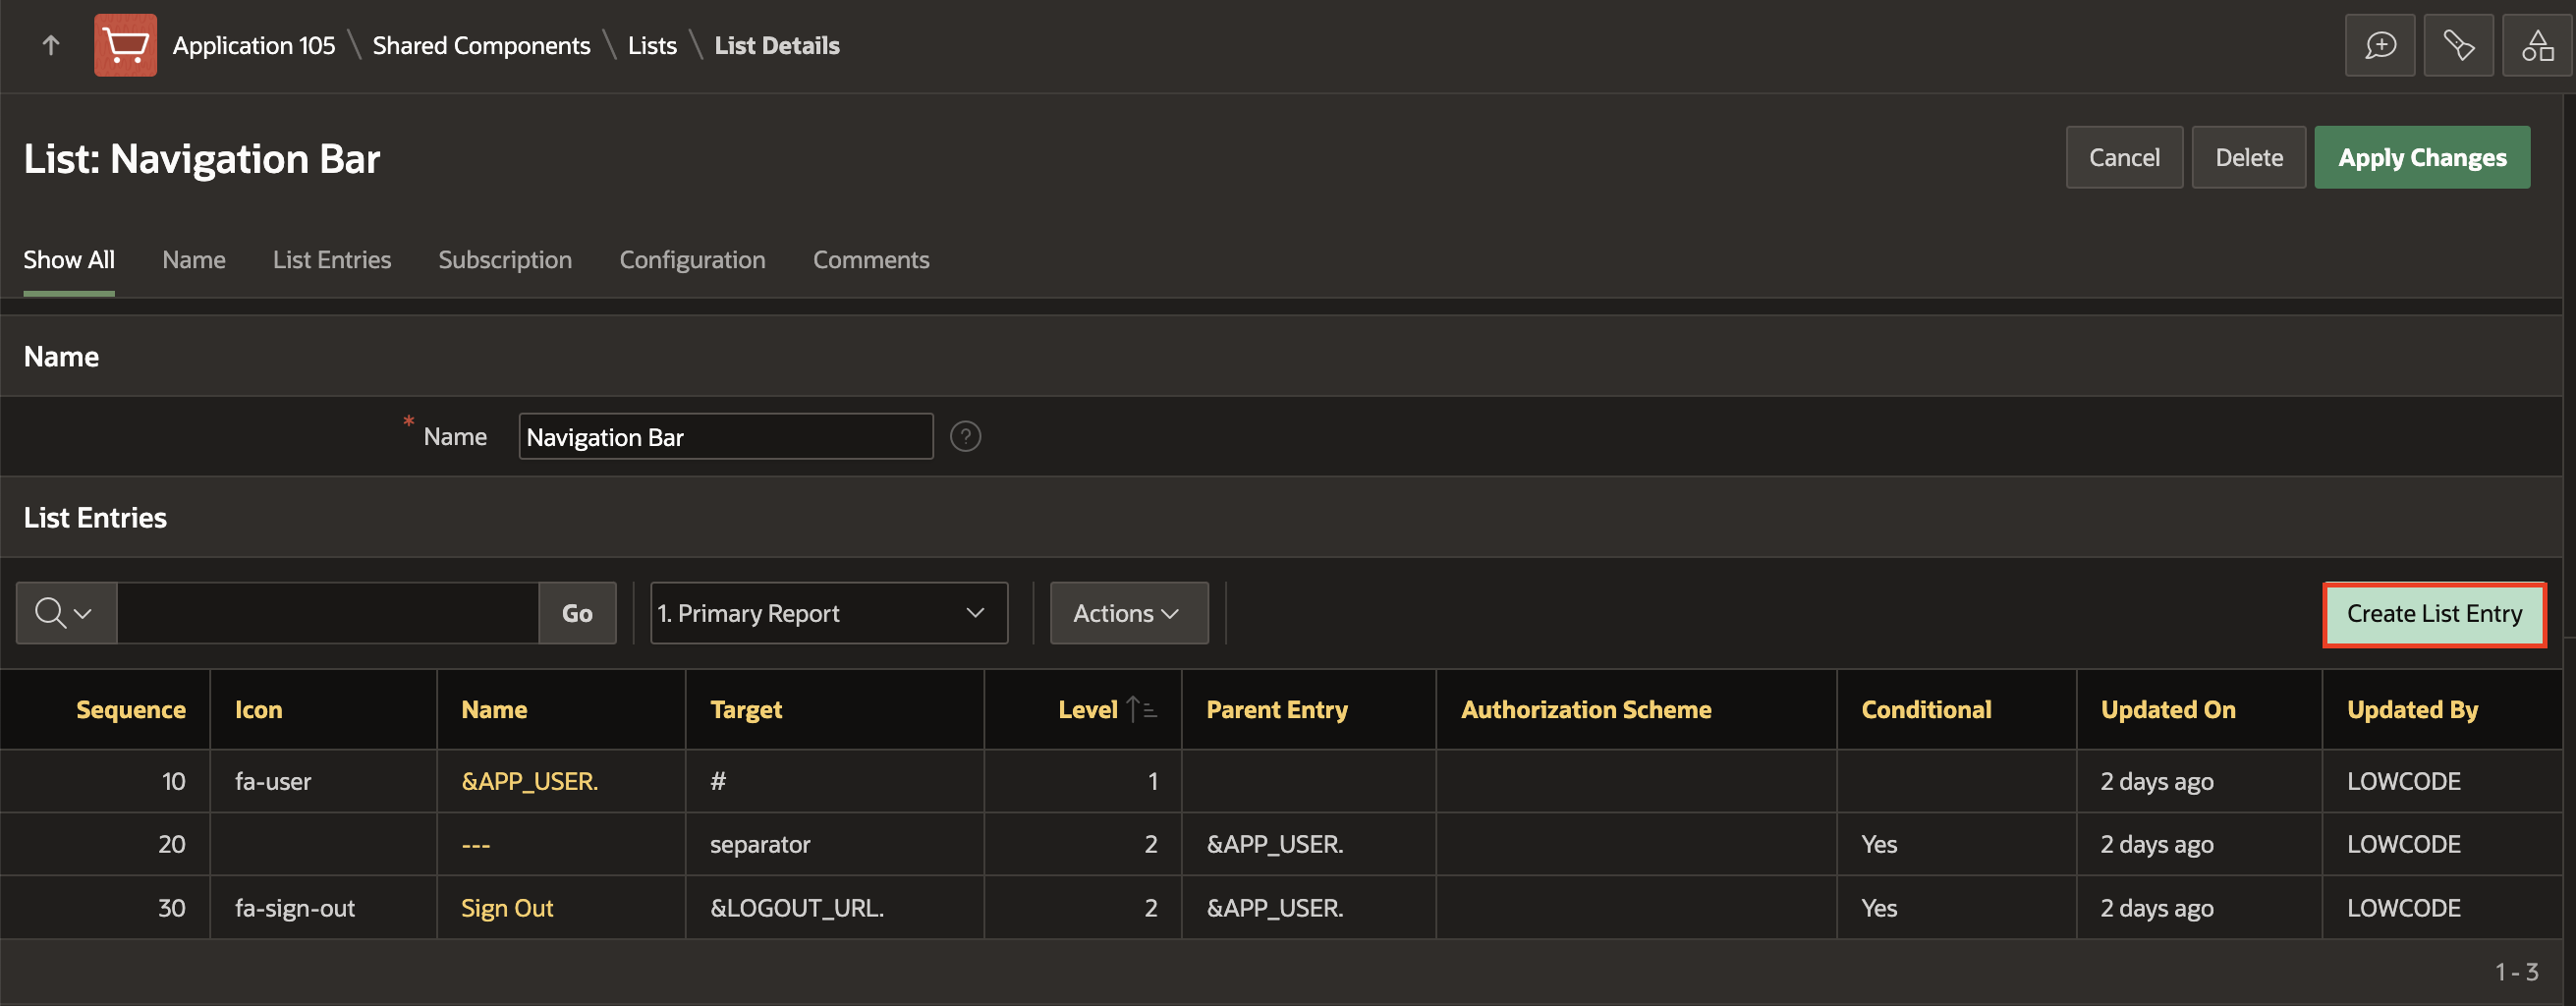 Application 105 \ Shared Components \ Lists \ List Details
List: Navigation Bar
Cancel Delete Apply Changes
Show All Name List Entries Subscription Configuration Comments
Name
* Name Navigation Bar ?
List Entries
Go 1. Primary Report Actions Create List Entry
Sequence Icon Name Target Level Parent Entry Authorization Scheme Conditional Updated On Updated By
10 fa-user &APP_USER. # 1 2 days ago LOWCODE
20 --- separator 2 &APP_USER. Yes 2 days ago LOWCODE
30 fa-sign-out Sign Out &LOGOUT_URL. 2 &APP_USER. Yes 2 days ago LOWCODE
1 - 3